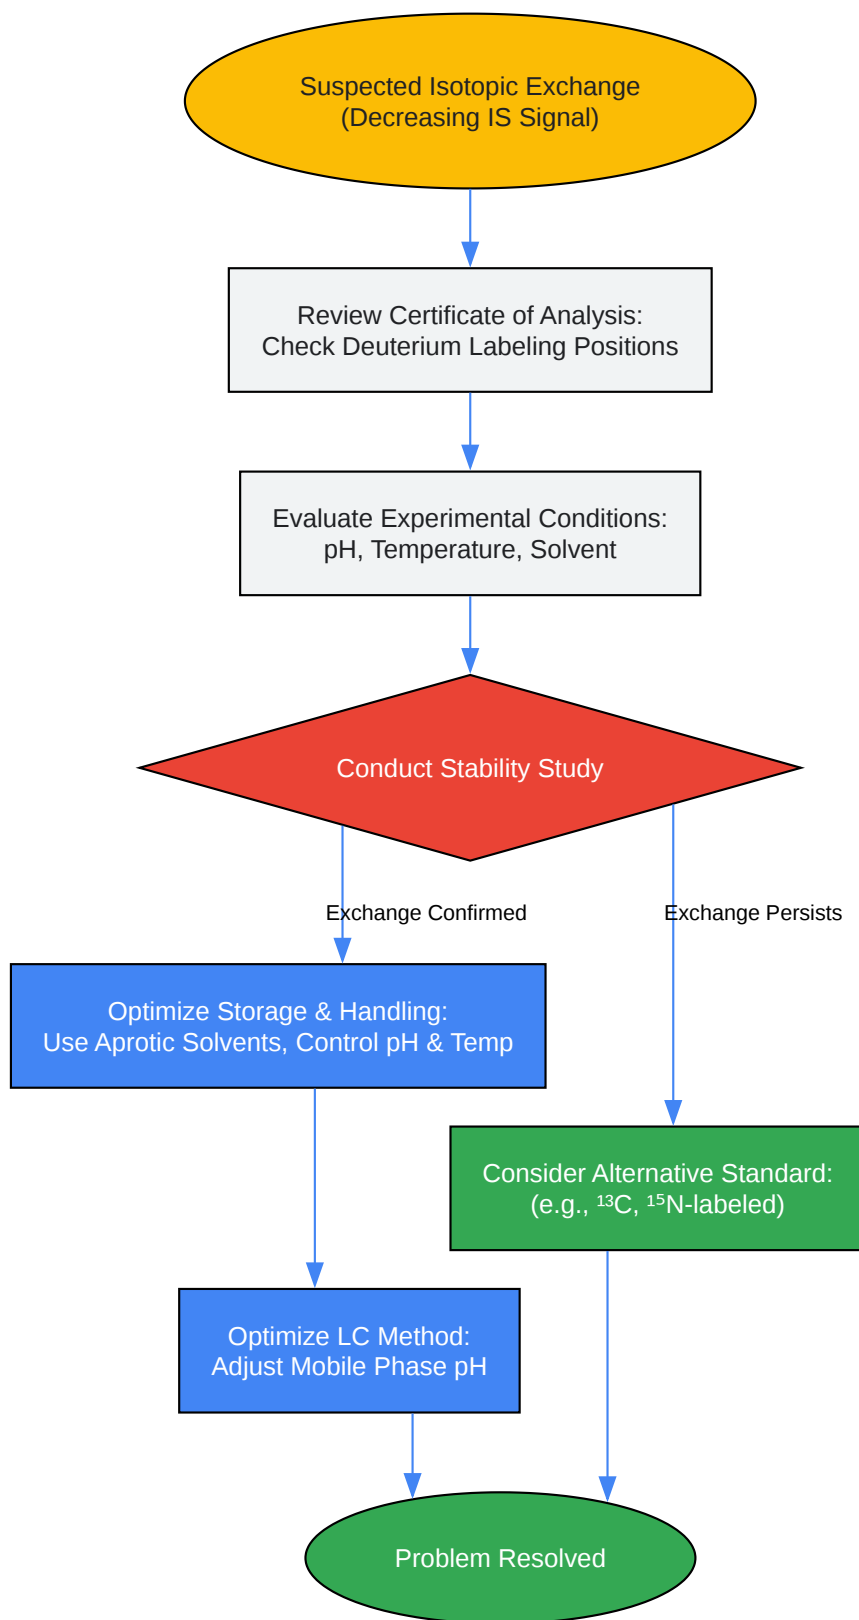 Suspected Isotopic Exchange
(Decreasing IS Signal)
Review Certificate of Analysis:
Check Deuterium Labeling Positions
Evaluate Experimental Conditions:
pH, Temperature, Solvent
Conduct Stability Study
Exchange Confirmed
Exchange Persists
Optimize Storage & Handling:
Use Aprotic Solvents, Control pH & Temp
Consider Alternative Standard:
(e.g., ¹³C, ¹⁵N-labeled)
Optimize LC Method:
Adjust Mobile Phase pH
Problem Resolved